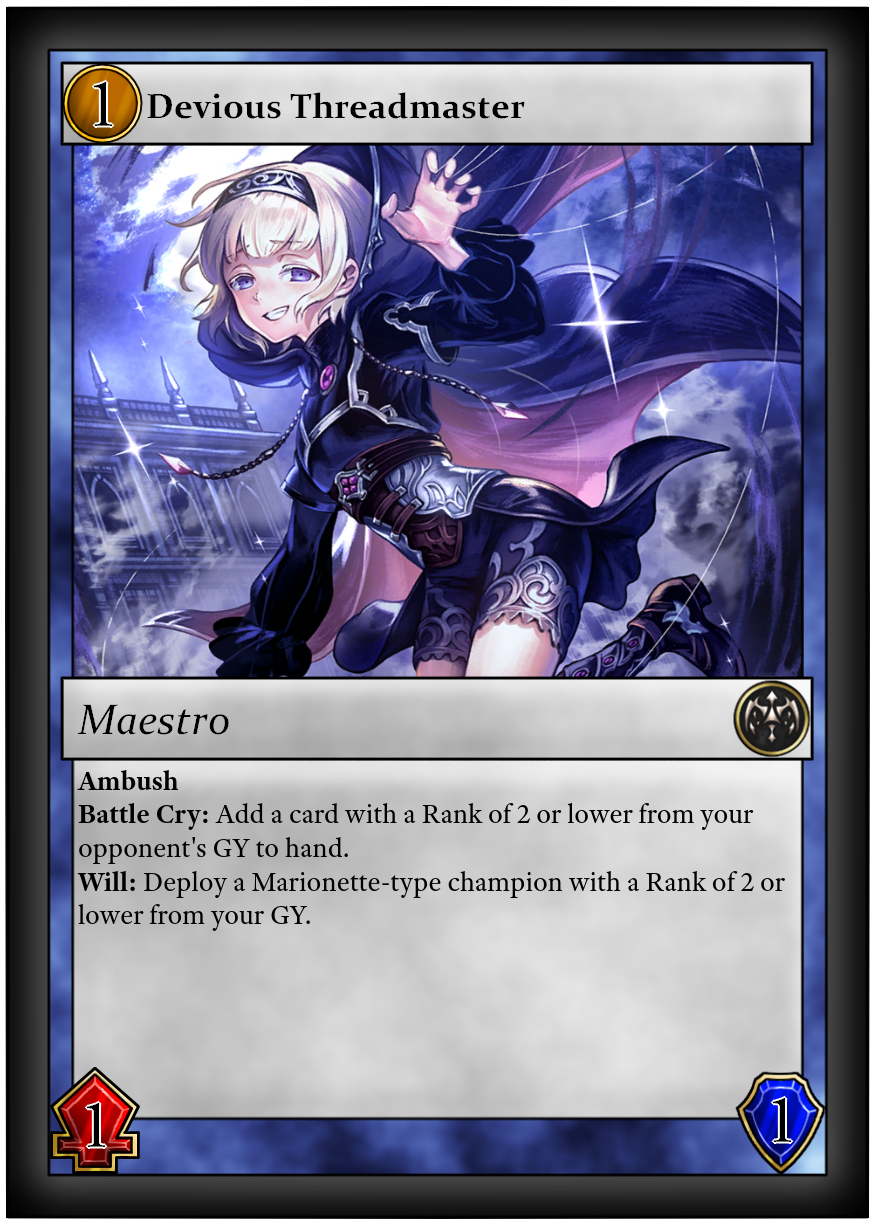 1 Devious Threadmaster
Maestro
Ambush
Battle Cry: Add a card with a Rank of 2 or lower from your
opponent's GY to hand.
Will: Deploy a Marionette-type champion with a Rank of 2 or
lower from your GY.
1 1